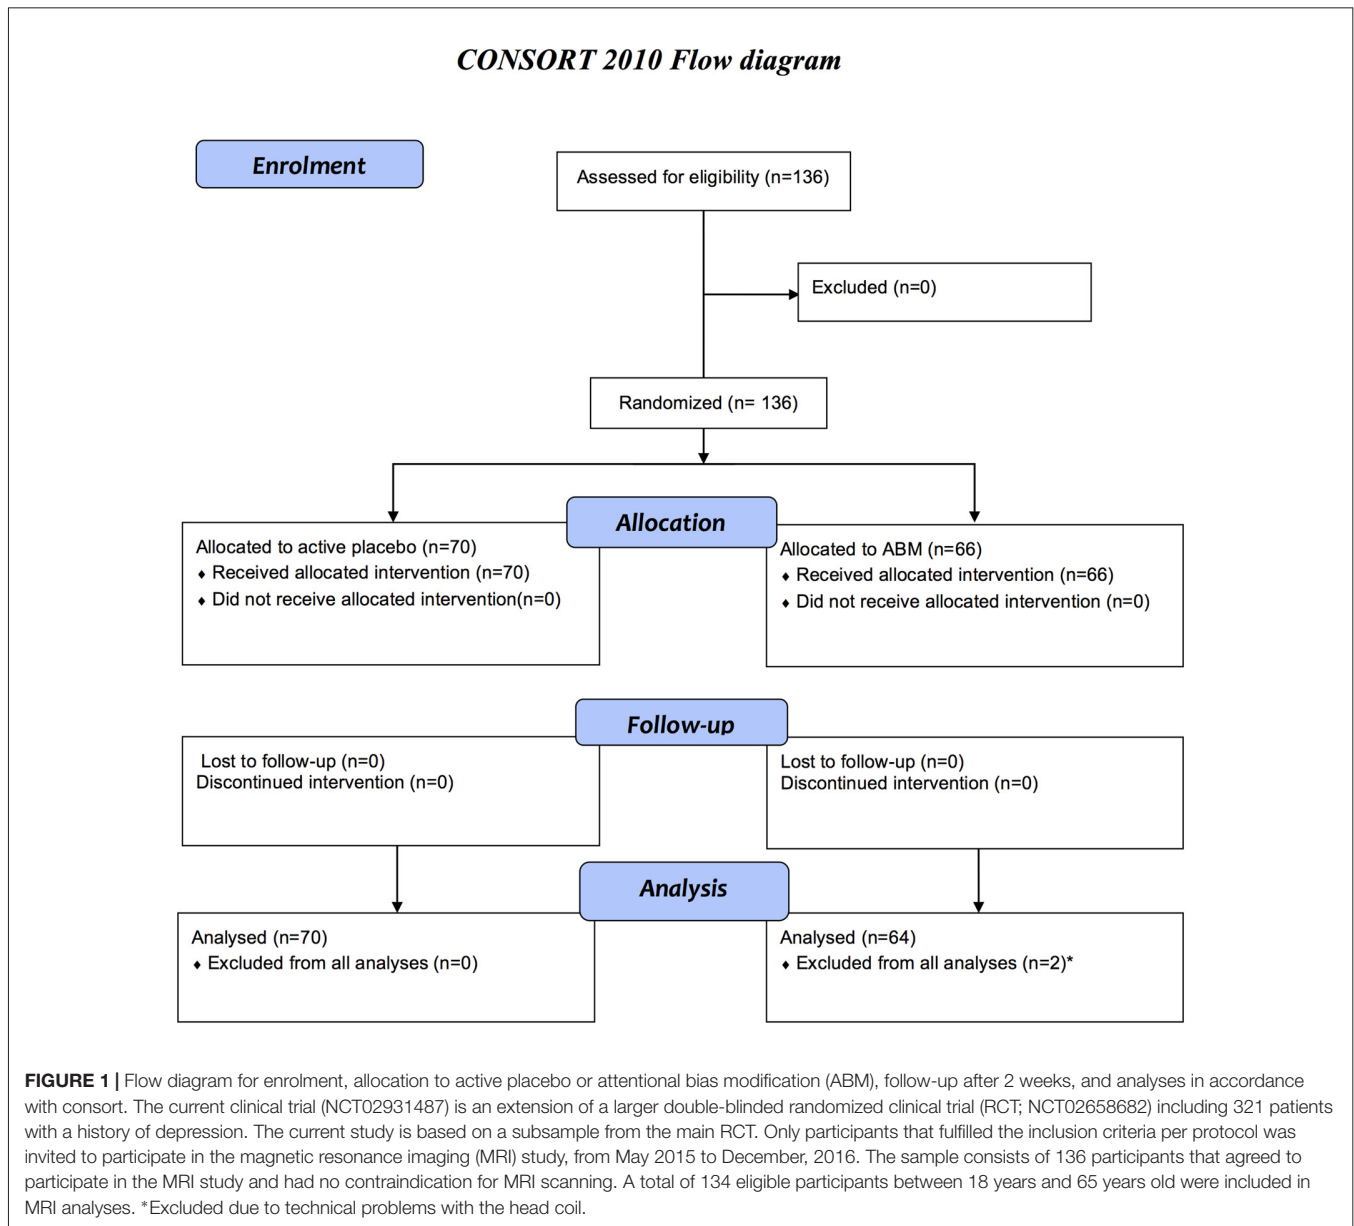 CONSORT 2010 Flow diagram
Enrolment
Assessed for eligibility (n=136)
Excluded (n=0)
Randomized (n= 136)
Allocation
Allocated to active placebo (n=70)
♦ Received allocated intervention (n=70)
♦ Did not receive allocated intervention(n=0)
Allocated to ABM (n=66)
♦ Received allocated intervention (n=66)
♦ Did not receive allocated intervention (n=0)
Follow-up
Lost to follow-up (n=0)
Discontinued intervention (n=0)
Lost to follow-up (n=0)
Discontinued intervention (n=0)
Analysis
Analysed (n=70)
♦ Excluded from all analyses (n=0)
Analysed (n=64)
♦ Excluded from all analyses (n=2)*
FIGURE 1 | Flow diagram for enrolment, allocation to active placebo or attentional bias modification (ABM), follow-up after 2 weeks, and analyses in accordance
with consort. The current clinical trial (NCT02931487) is an extension of a larger double-blinded randomized clinical trial (RCT; NCT02658682) including 321 patients
with a history of depression. The current study is based on a subsample from the main RCT. Only participants that fulfilled the inclusion criteria per protocol was
invited to participate in the magnetic resonance imaging (MRI) study, from May 2015 to December, 2016. The sample consists of 136 participants that agreed to
participate in the MRI study and had no contraindication for MRI scanning. A total of 134 eligible participants between 18 years and 65 years old were included in
MRI analyses. *Excluded due to technical problems with the head coil.